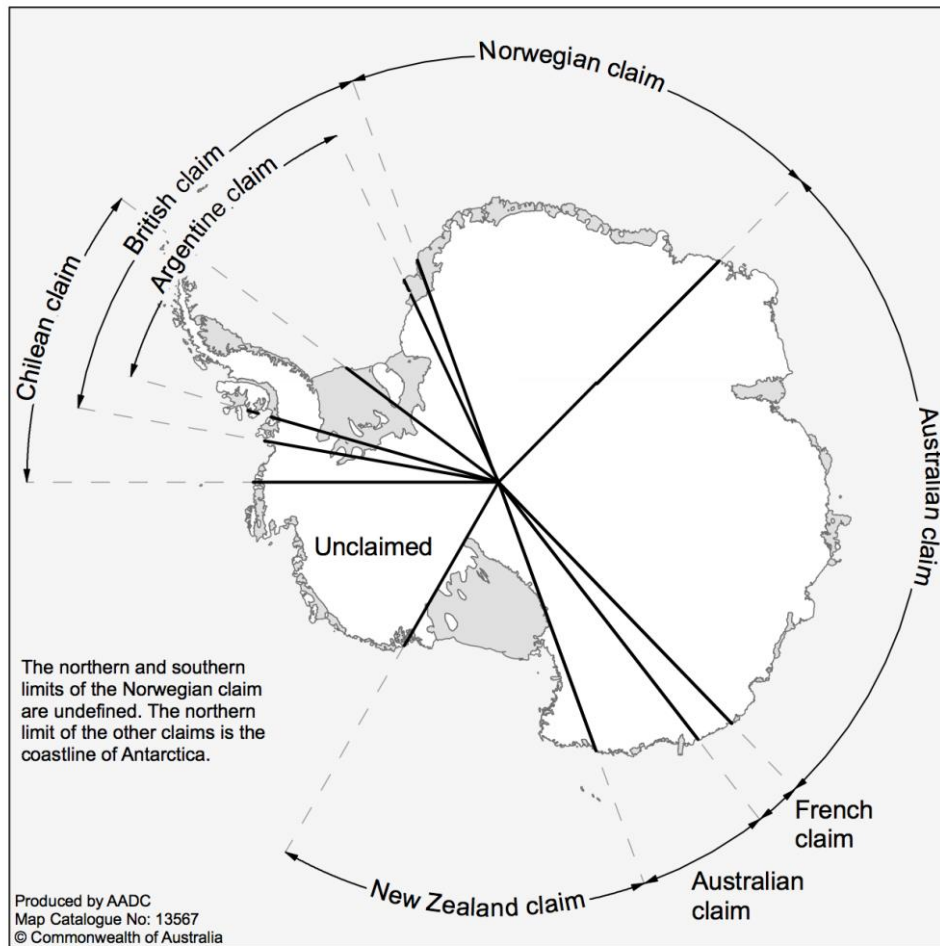 Norwegian claim
British claim
Argentine claim
Chilean claim
Australian claim
Unclaimed
The northern and southern
limits of the Norwegian claim
are undefined. The northern
limit of the other claims is the
coastline of Antarctica.
French
claim
Australian
claim
New Zealand claim
Produced by AADC
Map Catalogue No: 13567
© Commonwealth of Australia